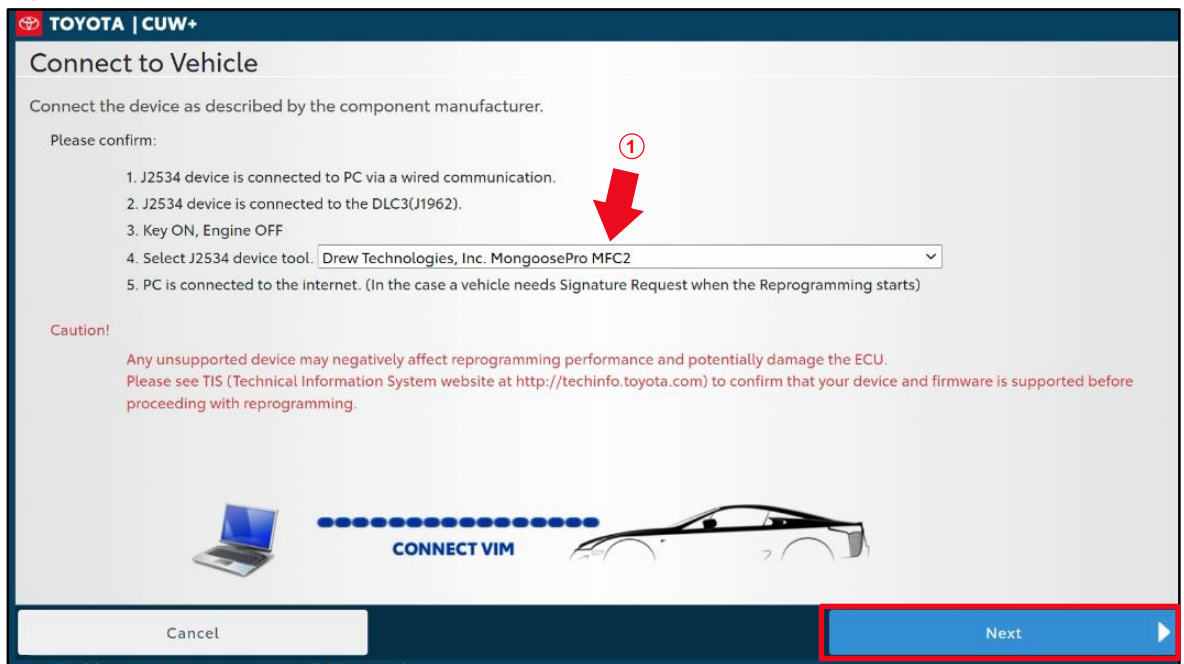 TOYOTA | CUW+
Connect to Vehicle
Connect the device as described by the component manufacturer.
Please confirm:
①
1. J2534 device is connected to PC via a wired communication.
2. J2534 device is connected to the DLC3(J1962).
3. Key ON, Engine OFF
4. Select J2534 device tool. Drew Technologies, Inc. MongoosePro MFC2
5. PC is connected to the internet. (In the case a vehicle needs Signature Request when the Reprogramming starts)
Caution!
Any unsupported device may negatively affect reprogramming performance and potentially damage the ECU.
Please see TIS (Technical Information System website at http://techinfo.toyota.com) to confirm that your device and firmware is supported before
proceeding with reprogramming.
CONNECT VIM
Cancel
Next